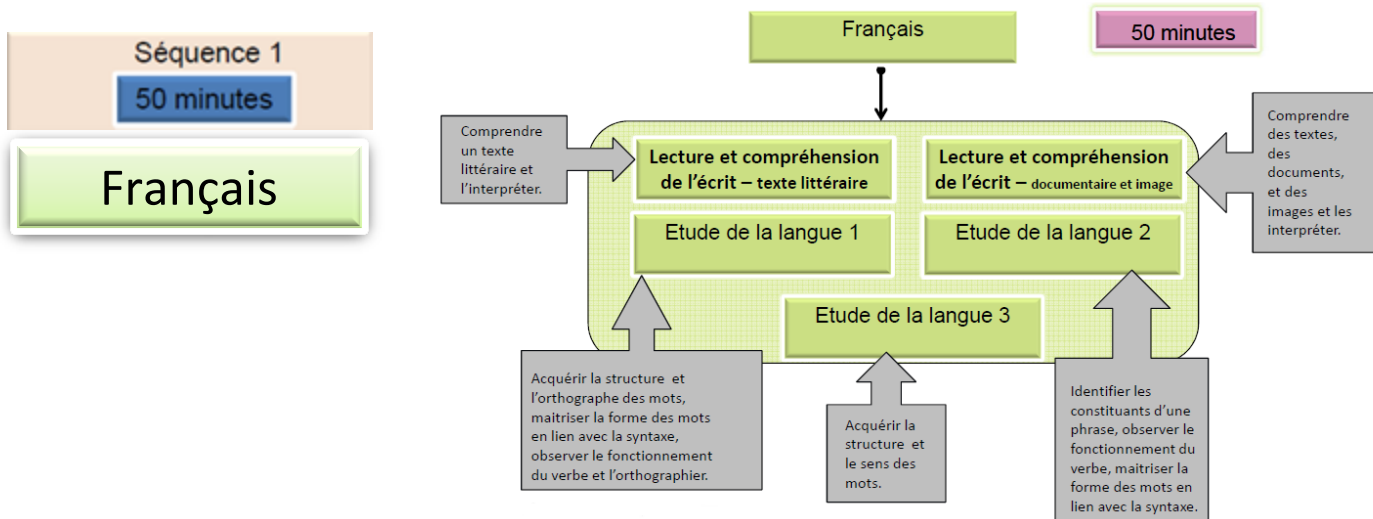 Séquence 1
50 minutes
Français
Français
50 minutes
Comprendre
un texte
littéraire et
l’interpréter.
Lecture et compréhension
de l’écrit – texte littéraire
Lecture et compréhension
de l’écrit – documentaire et image
Comprendre
des textes,
des
documents,
et des
images et les
interpréter.
Etude de la langue 1
Etude de la langue 2
Etude de la langue 3
Acquérir la structure et
l’orthographe des mots,
maitriser la forme des mots
en lien avec la syntaxe,
observer le fonctionnement
du verbe et l’orthographier.
Acquérir la
structure et
le sens des
mots.
Identifier les
constituants d’une
phrase, observer le
fonctionnement du
verbe, maitriser la
forme des mots en
lien avec la syntaxe.